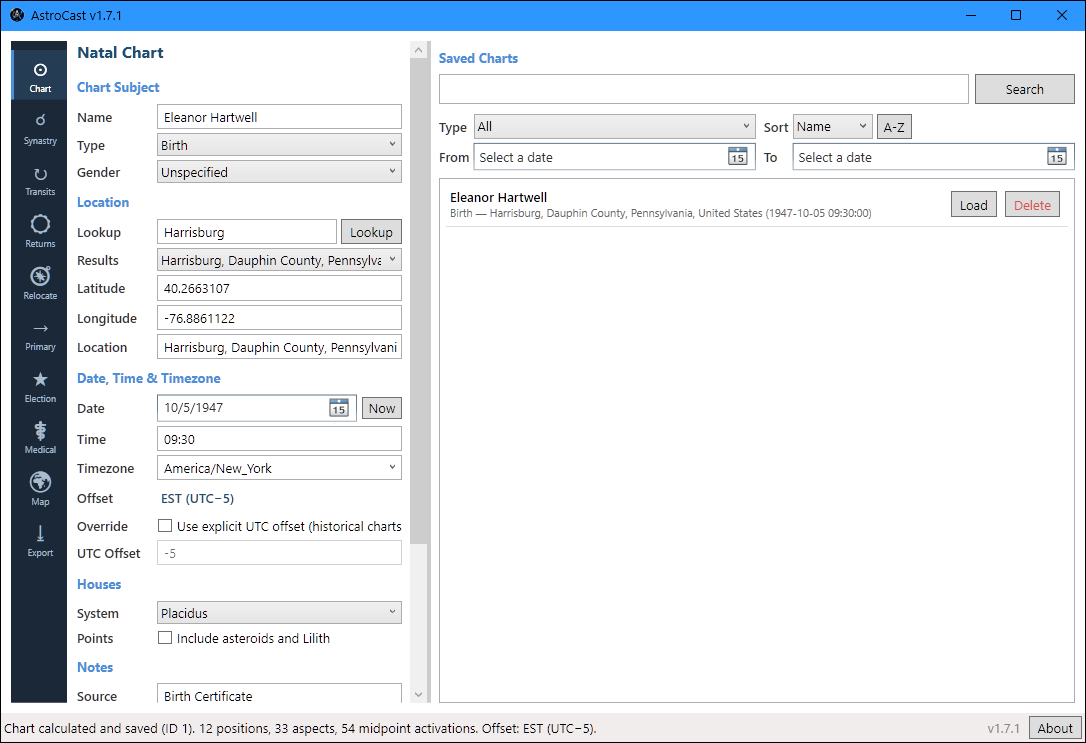 AstroCast v1.7.1
Chart
Synastry
Transits
Returns
Relocate
Primary
Election
Medical
Map
Export
Natal Chart
Chart Subject
Name Eleanor Hartwell
Type Birth
Gender Unspecified
Location
Lookup Harrisburg Lookup
Results Harrisburg, Dauphin County, Pennsylva
Latitude 40.2663107
Longitude -76.8861122
Location Harrisburg, Dauphin County, Pennsylvani
Date, Time & Timezone
Date 10/5/1947 15 Now
Time 09:30
Timezone America/New_York
Offset EST (UTC−5)
Override Use explicit UTC offset (historical charts
UTC Offset -5
Houses
System Placidus
Points Include asteroids and Lilith
Notes
Source Birth Certificate
Saved Charts
Search
Type All Sort Name A-Z
From Select a date 15 To Select a date 15
Eleanor Hartwell
Birth — Harrisburg, Dauphin County, Pennsylvania, United States (1947-10-05 09:30:00)
Load Delete
Chart calculated and saved (ID 1). 12 positions, 33 aspects, 54 midpoint activations. Offset: EST (UTC−5).
v1.7.1 About